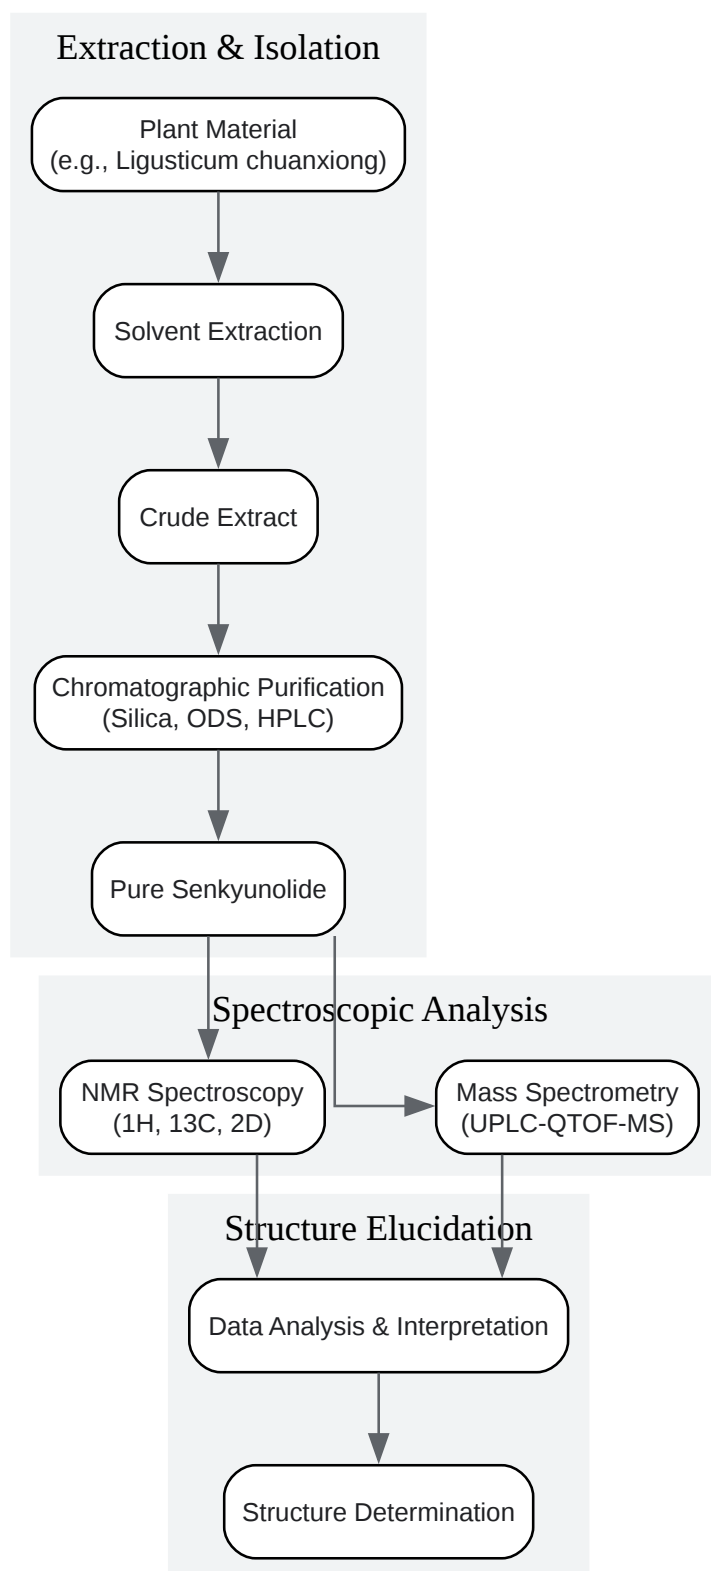 Extraction & Isolation
Plant Material
(e.g., Ligusticum chuanxiong)
Solvent Extraction
Crude Extract
Chromatographic Purification
(Silica, ODS, HPLC)
Pure Senkyunolide
Spectroscopic Analysis
NMR Spectroscopy
(1H, 13C, 2D)
Mass Spectrometry
(UPLC-QTOF-MS)
Structure Elucidation
Data Analysis & Interpretation
Structure Determination